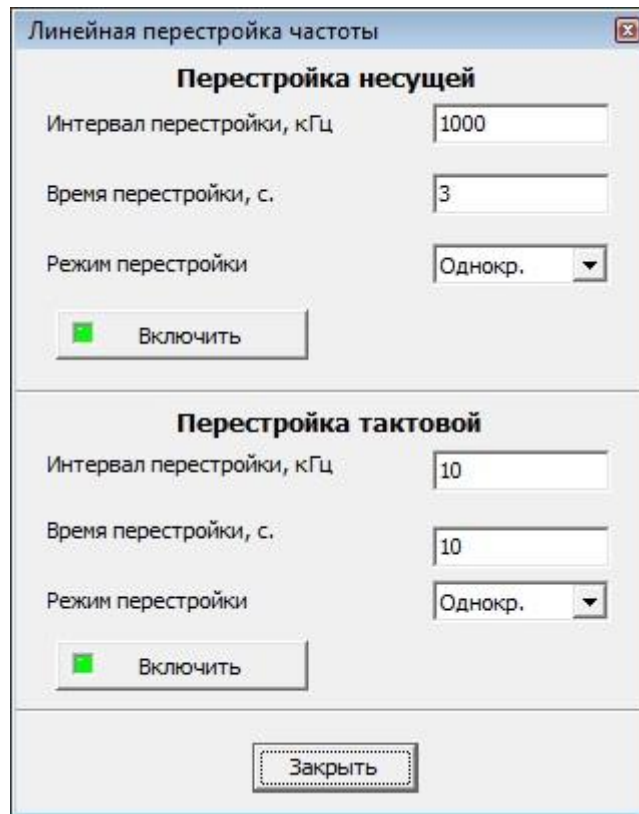 Линейная перестройка частоты
Перестройка несущей
Интервал перестройки, кГц 1000
Время перестройки, с. 3
Режим перестройки Однокр.
Включить
Перестройка тактовой
Интервал перестройки, кГц 10
Время перестройки, с. 10
Режим перестройки Однокр.
Включить
Закрыть